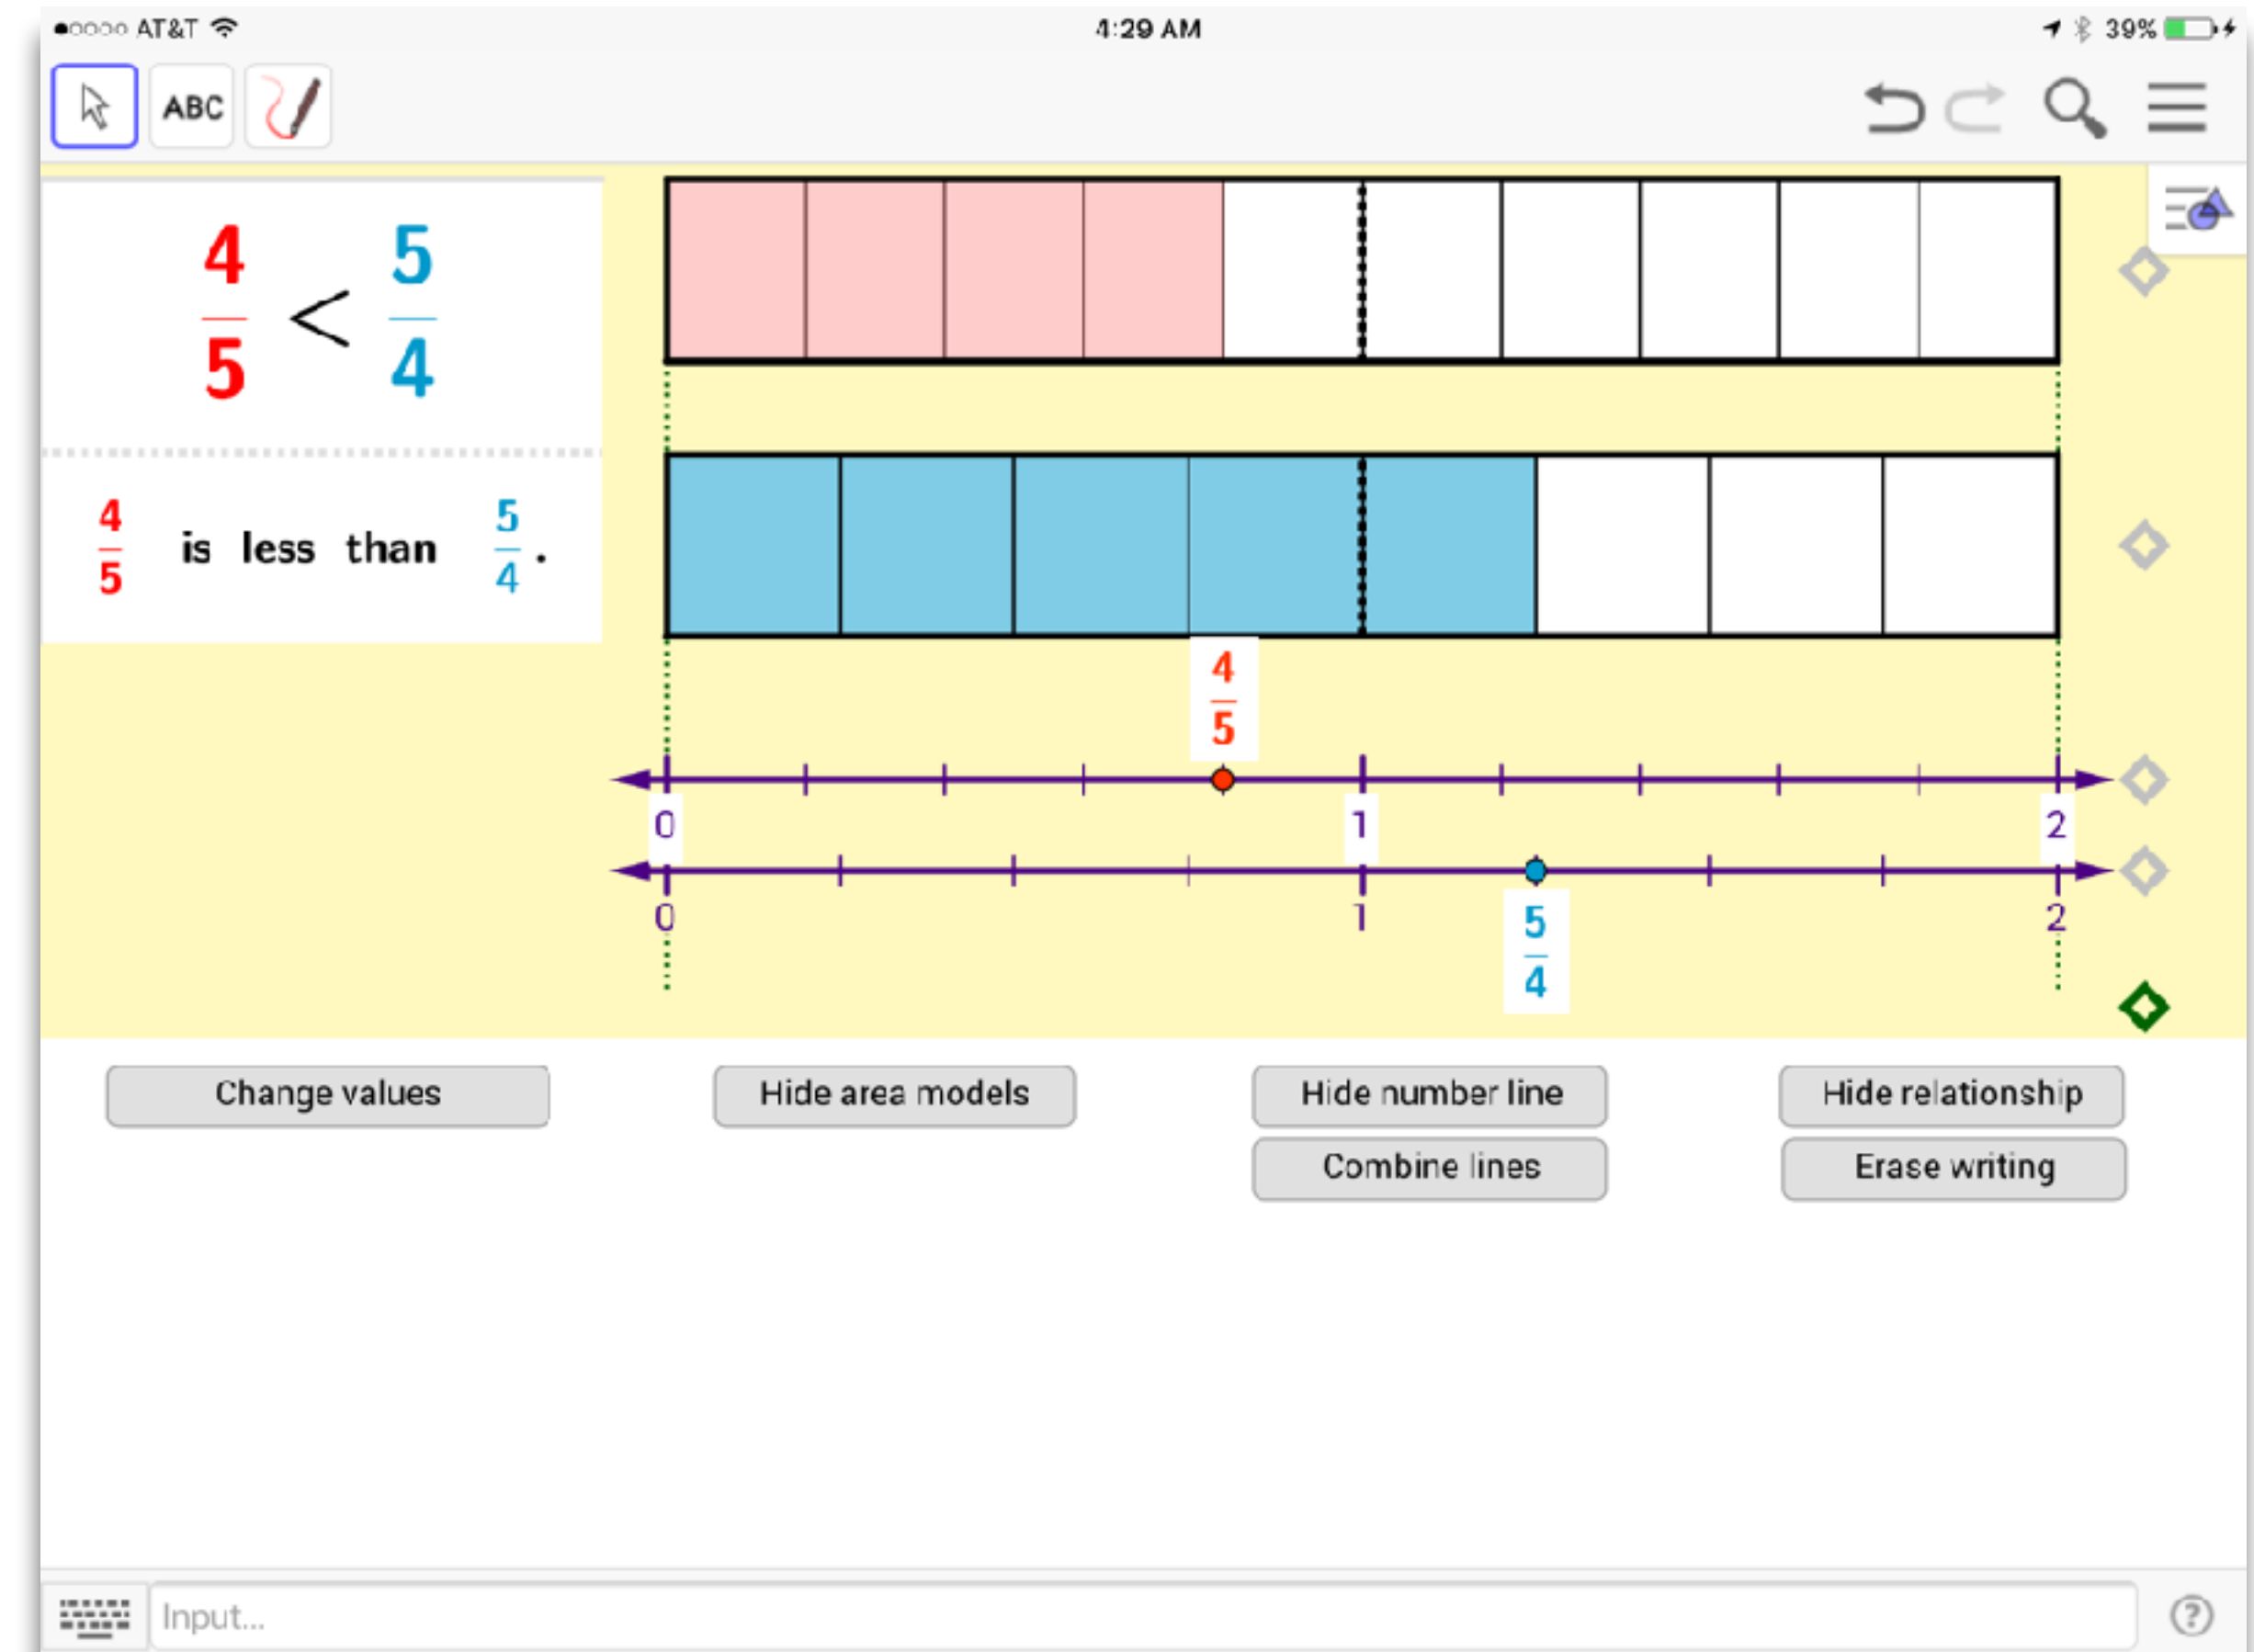 AT&T 4:29 AM 39%
ABC
4/5 < 5/4
4/5 is less than 5/4.
4/5
0 1 2
0 1 2
5/4
Change values Hide area models Hide number line Hide relationship
Combine lines Erase writing
Input...
?